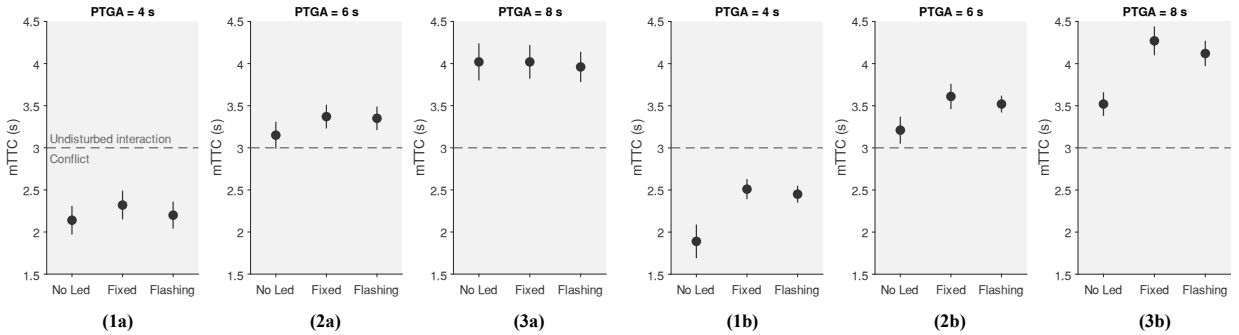 PTGA = 4 s
mTTC (s)
4.5
4
3.5
3
2.5
2
1.5
Undisturbed interaction
Conflict
No Led Fixed Flashing
(1a)
PTGA = 6 s
mTTC (s)
4.5
4
3.5
3
2.5
2
1.5
No Led Fixed Flashing
(2a)
PTGA = 8 s
mTTC (s)
4.5
4
3.5
3
2.5
2
1.5
No Led Fixed Flashing
(3a)
PTGA = 4 s
mTTC (s)
4.5
4
3.5
3
2.5
2
1.5
No Led Fixed Flashing
(1b)
PTGA = 6 s
mTTC (s)
4.5
4
3.5
3
2.5
2
1.5
No Led Fixed Flashing
(2b)
PTGA = 8 s
mTTC (s)
4.5
4
3.5
3
2.5
2
1.5
No Led Fixed Flashing
(3b)